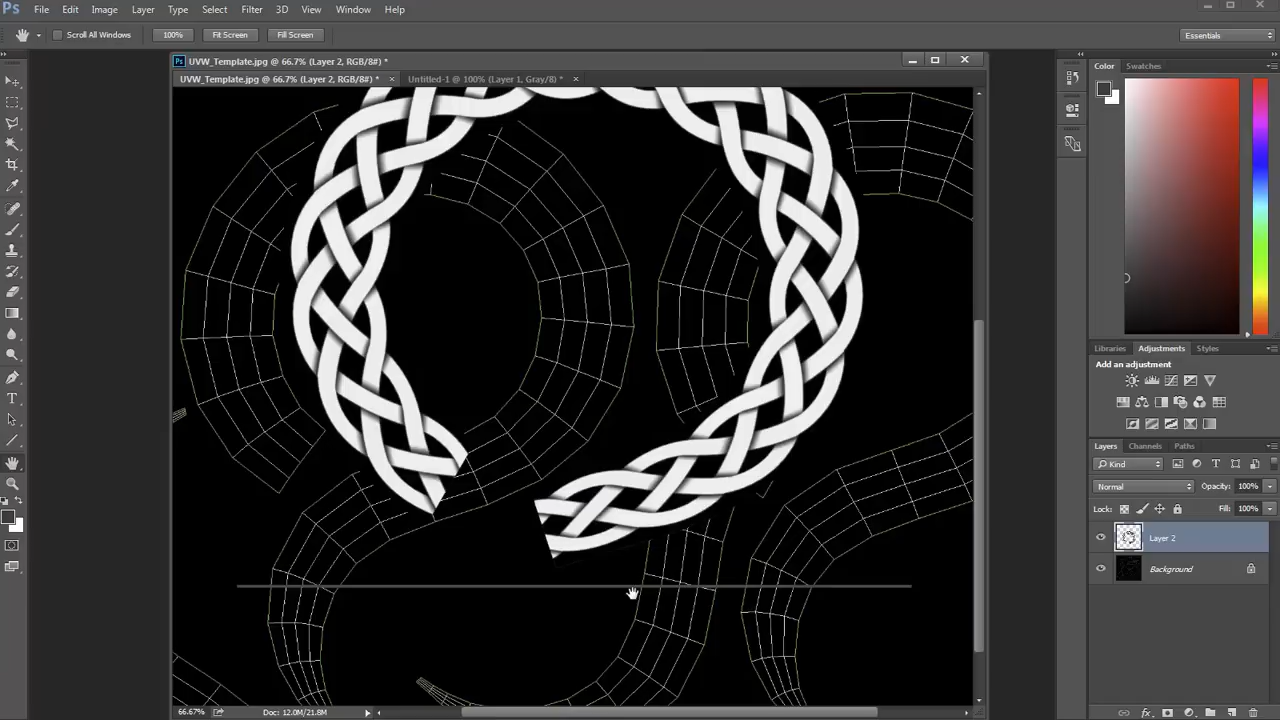 Ps File Edit Image Layer Type Select Filter 3D View Window Help
Scroll All Windows 100% Fit Screen Fill Screen Essentials
Ps UVW_Template.jpg @ 66.7% (Layer 2, RGB/8#) *
UVW_Template.jpg @ 66.7% (Layer 2, RGB/8#) * × Untitled-1 @ 100% (Layer 1, Gray/8) * ×
Color Swatches
Libraries Adjustments Styles
Add an adjustment
Layers Channels Paths
Kind
Normal Opacity: 100%
Lock: Fill: 100%
Layer 2
Background
66.67% Doc: 12.0M/21.8M